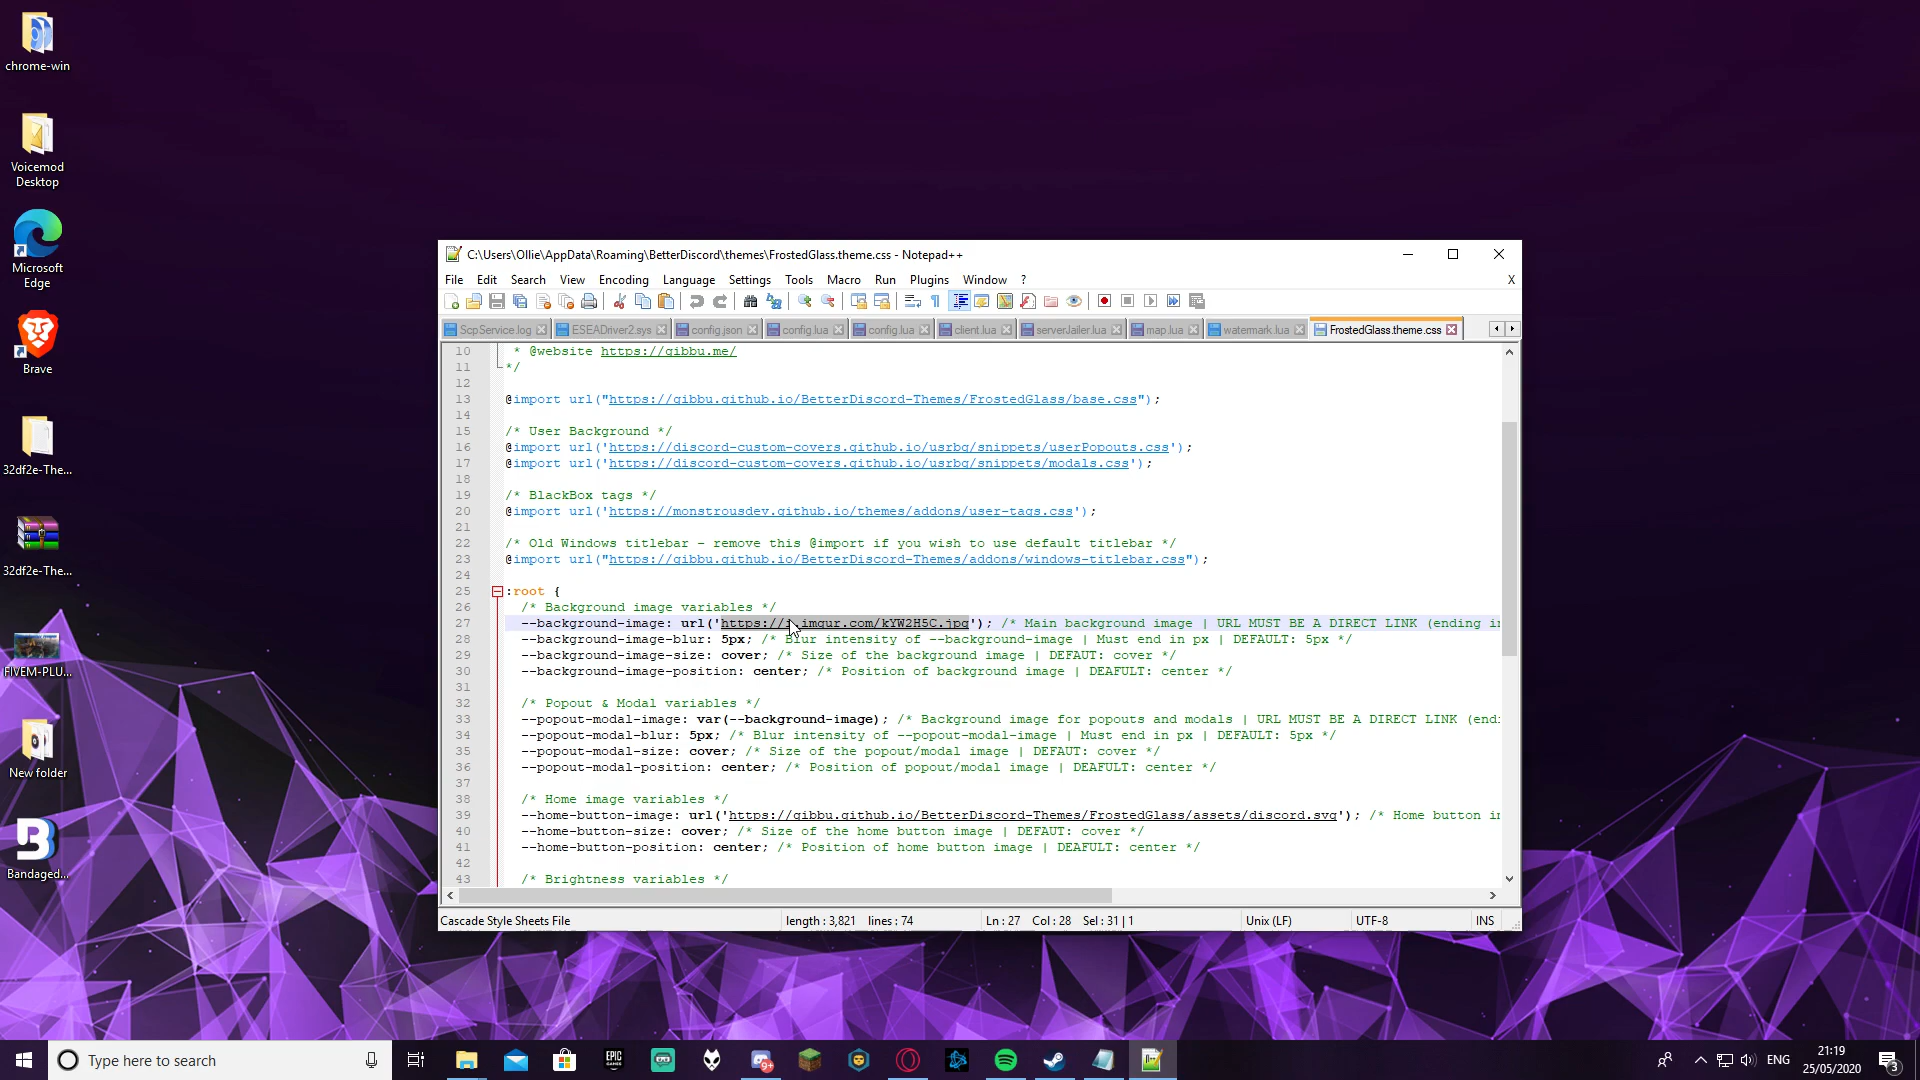 chrome-win
Voicemod
Desktop
Microsoft
Edge
Brave
32df2e-The...
32df2e-The...
FIVEM-PLU...
New folder
Bandaged...
C:\Users\Ollie\AppData\Roaming\BetterDiscord\themes\FrostedGlass.theme.css - Notepad++
File Edit Search View Encoding Language Settings Tools Macro Run Plugins Window ? X
ScpService.log ESEADriver2.sys config.json config.lua config.lua client.lua serverJailer.lua map.lua watermark.lua FrostedGlass.theme.css
10 * @website https://gibbu.me/
11 */
12
13 @import url("https://gibbu.github.io/BetterDiscord-Themes/FrostedGlass/base.css");
14
15 /* User Background */
16 @import url('https://discord-custom-covers.github.io/usrbg/snippets/userPopouts.css');
17 @import url('https://discord-custom-covers.github.io/usrbg/snippets/modals.css');
18
19 /* BlackBox tags */
20 @import url('https://monstrousdev.github.io/themes/addons/user-tags.css');
21
22 /* Old Windows titlebar - remove this @import if you wish to use default titlebar */
23 @import url("https://gibbu.github.io/BetterDiscord-Themes/addons/windows-titlebar.css");
24
25 :root {
26 /* Background image variables */
27 --background-image: url('https://i.imgur.com/kYW2H5C.jpg'); /* Main background image | URL MUST BE A DIRECT LINK (ending in
28 --background-image-blur: 5px; /* Blur intensity of --background-image | Must end in px | DEFAULT: 5px */
29 --background-image-size: cover; /* Size of the background image | DEFAUT: cover */
30 --background-image-position: center; /* Position of background image | DEAFULT: center */
31
32 /* Popout & Modal variables */
33 --popout-modal-image: var(--background-image); /* Background image for popouts and modals | URL MUST BE A DIRECT LINK (endi
34 --popout-modal-blur: 5px; /* Blur intensity of --popout-modal-image | Must end in px | DEFAULT: 5px */
35 --popout-modal-size: cover; /* Size of the popout/modal image | DEFAUT: cover */
36 --popout-modal-position: center; /* Position of popout/modal image | DEAFULT: center */
37
38 /* Home image variables */
39 --home-button-image: url('https://gibbu.github.io/BetterDiscord-Themes/FrostedGlass/assets/discord.svg'); /* Home button in
40 --home-button-size: cover; /* Size of the home button image | DEFAUT: cover */
41 --home-button-position: center; /* Position of home button image | DEAFULT: center */
42
43 /* Brightness variables */
Cascade Style Sheets File length : 3,821 lines : 74 Ln : 27 Col : 28 Sel : 31 | 1 Unix (LF) UTF-8 INS
Type here to search
EPIC GAMES
9+
ENG
21:19
25/05/2020
3